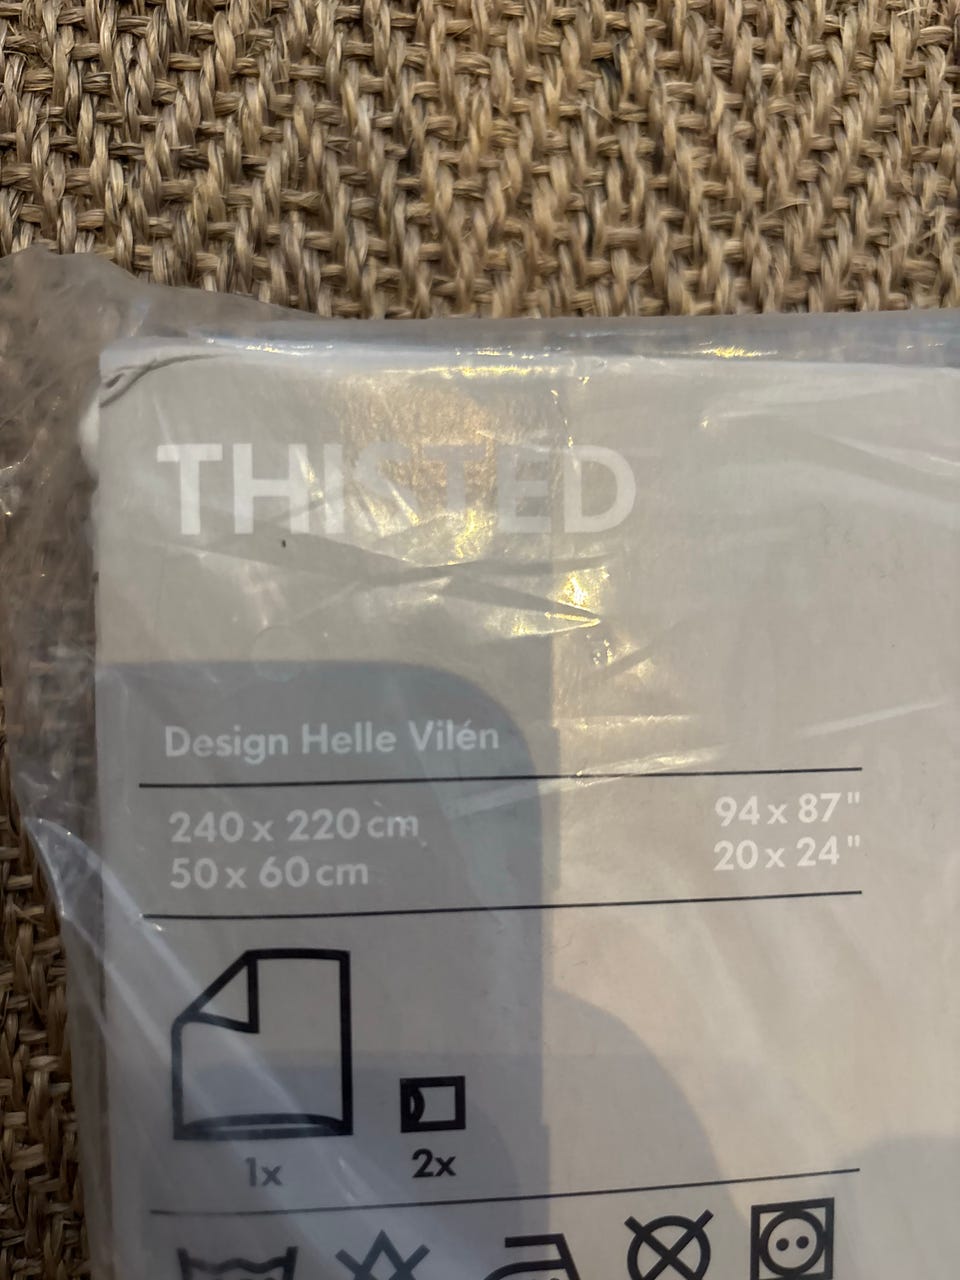 THISTED
Design Helle Vilén
240 x 220 cm
94 x 87"
50 x 60 cm
20 x 24"
1x
2x